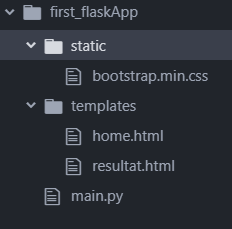 first_flaskApp
static
bootstrap.min.css
templates
home.html
resultat.html
main.py